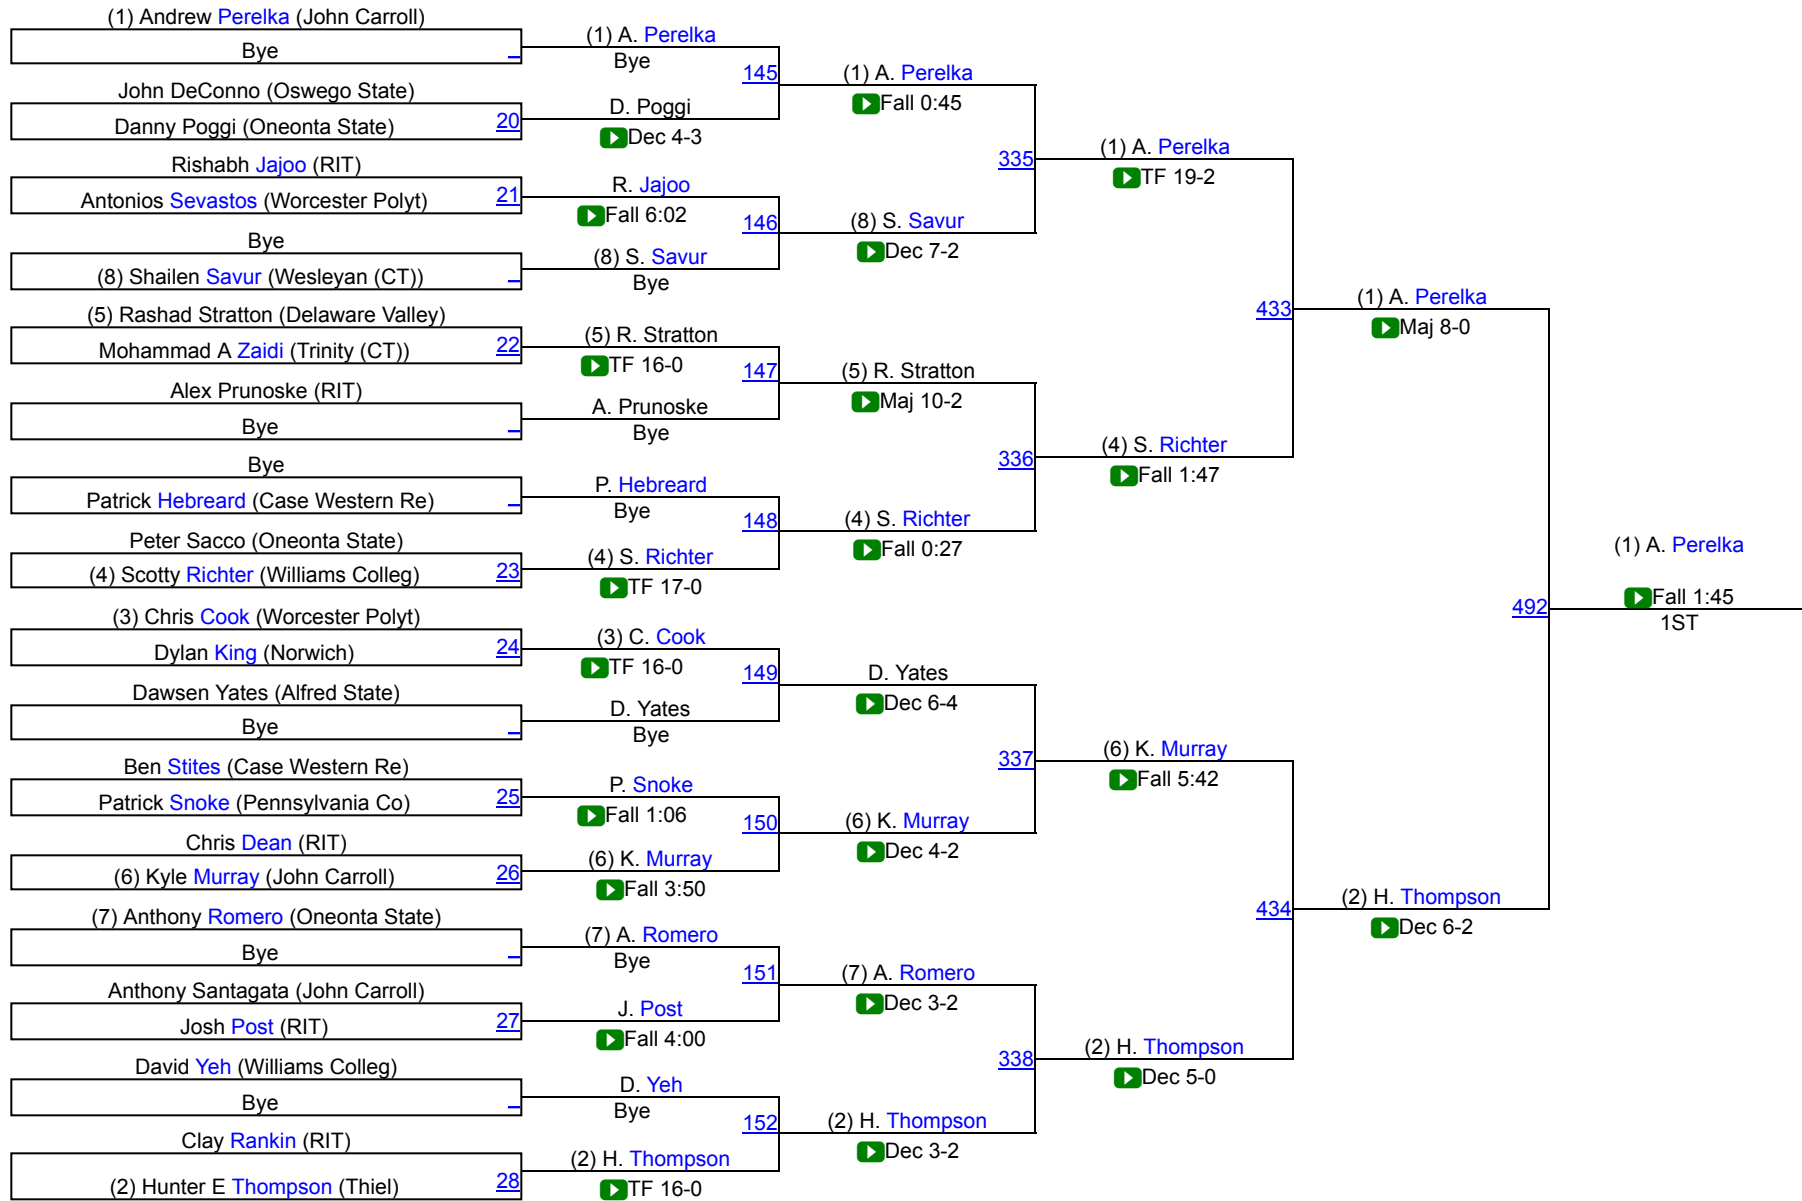 (1) Andrew Perelka (John Carroll)
Bye
John DeConno (Oswego State)
Danny Poggi (Oneonta State) 20
Rishabh Jajoo (RIT)
Antonios Sevastos (Worcester Polyt) 21
Bye
(8) Shailen Savur (Wesleyan (CT))
(5) Rashad Stratton (Delaware Valley)
Mohammad A Zaidi (Trinity (CT)) 22
Alex Prunoske (RIT)
Bye
Bye
Patrick Hebreard (Case Western Re)
Peter Sacco (Oneonta State)
(4) Scotty Richter (Williams Colleg) 23
(3) Chris Cook (Worcester Polyt)
Dylan King (Norwich) 24
Dawsen Yates (Alfred State)
Bye
Ben Stites (Case Western Re)
Patrick Snoke (Pennsylvania Co) 25
Chris Dean (RIT)
(6) Kyle Murray (John Carroll) 26
(7) Anthony Romero (Oneonta State)
Bye
Anthony Santagata (John Carroll)
Josh Post (RIT) 27
David Yeh (Williams Colleg)
Bye
Clay Rankin (RIT)
(2) Hunter E Thompson (Thiel) 28
(1) A. Perelka
Bye
145
D. Poggi
Dec 4-3
R. Jajoo
Fall 6:02
146
(8) S. Savur
Bye
(5) R. Stratton
TF 16-0
147
A. Prunoske
Bye
P. Hebreard
Bye
148
(4) S. Richter
TF 17-0
(3) C. Cook
TF 16-0
149
D. Yates
Bye
P. Snoke
Fall 1:06
150
(6) K. Murray
Fall 3:50
(7) A. Romero
Bye
151
J. Post
Fall 4:00
D. Yeh
Bye
152
(2) H. Thompson
TF 16-0
(1) A. Perelka
Fall 0:45
335
(8) S. Savur
Dec 7-2
(5) R. Stratton
Maj 10-2
336
(4) S. Richter
Fall 0:27
D. Yates
Dec 6-4
337
(6) K. Murray
Dec 4-2
(7) A. Romero
Dec 3-2
338
(2) H. Thompson
Dec 3-2
(1) A. Perelka
TF 19-2
433
(4) S. Richter
Fall 1:47
(6) K. Murray
Fall 5:42
434
(2) H. Thompson
Dec 5-0
(1) A. Perelka
Maj 8-0
492
(2) H. Thompson
Dec 6-2
(1) A. Perelka
Fall 1:45
1ST